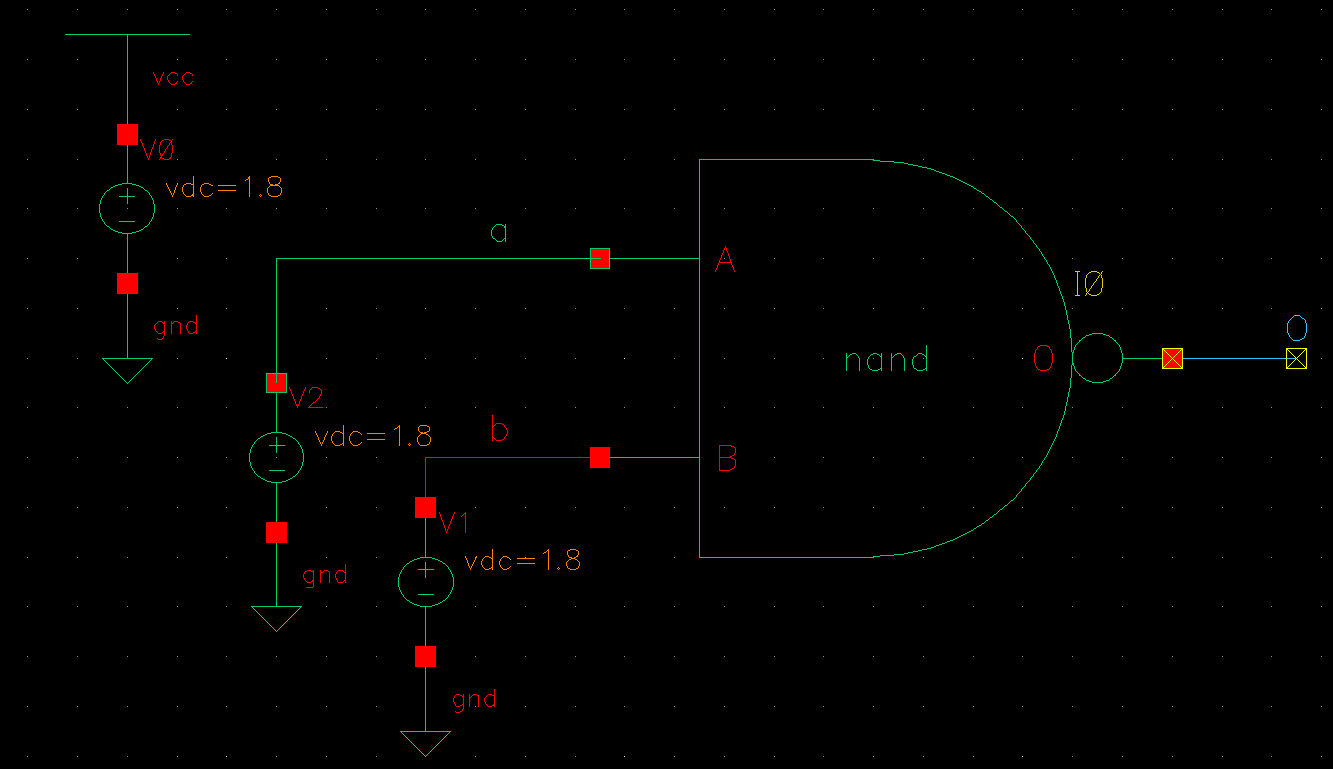 vcc
V0
vdc=1.8
gnd
a
A
V2
vdc=1.8
gnd
b
B
V1
vdc=1.8
gnd
nand
I0
O
O